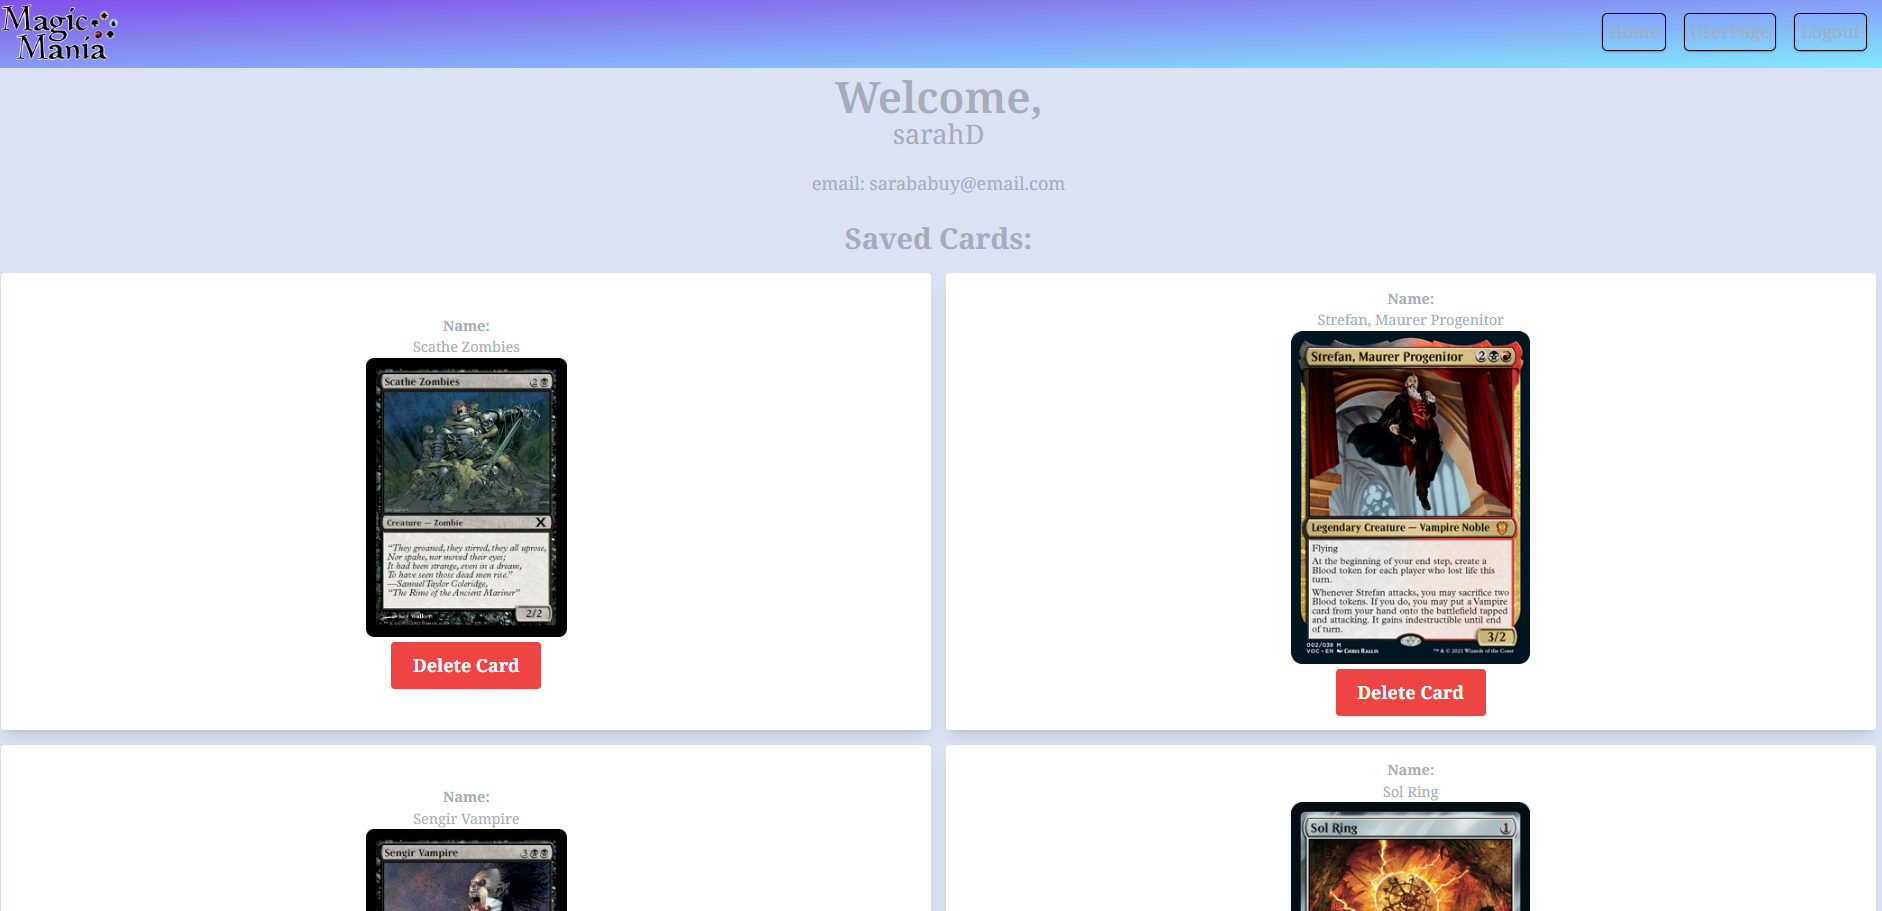 Magic
Mania
Home UserPage Logout
Welcome,
sarahD
email: sarababuy@email.com
Saved Cards:
Name:
Scathe Zombies
Scathe Zombies 2
Creature — Zombie X
“They groaned, they stirred, they all uprose,
Nor spake, nor moved their eyes;
It had been strange, even in a dream,
To have seen those dead men rise.”
—Samuel Taylor Coleridge,
“The Rime of the Ancient Mariner”
2/2
Delete Card
Name:
Strefan, Maurer Progenitor
Strefan, Maurer Progenitor 2
Legendary Creature — Vampire Noble
Flying
At the beginning of your end step, create a
Blood token for each player who lost life this
turn.
Whenever Strefan attacks, you may sacrifice two
Blood tokens. If you do, you may put a Vampire
card from your hand onto the battlefield tapped
and attacking. It gains indestructible until end
of turn.
3/2
002/038 M
VOC • EN Chris Rallis ™ & © 2021 Wizards of the Coast
Delete Card
Name:
Sengir Vampire
Sengir Vampire 3
Name:
Sol Ring
Sol Ring 1